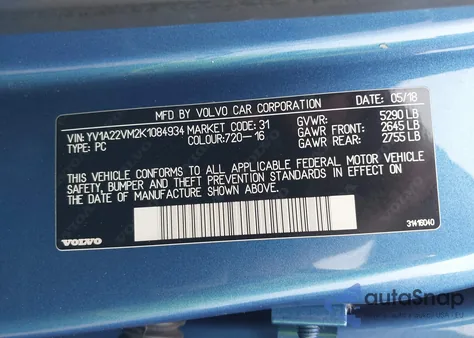 MFD BY VOLVO CAR CORPORATION DATE: 05/18
VIN: YV1A22VM2K1084934 MARKET CODE: 31 GVWR: 5290 LB
TYPE: PC COLOUR:720-16 GAWR FRONT: 2645 LB
GAWR REAR: 2755 LB
THIS VEHICLE CONFORMS TO ALL APPLICABLE FEDERAL MOTOR VEHICLE
SAFETY, BUMPER AND THEFT PREVENTION STANDARDS IN EFFECT ON
THE DATE OF MANUFACTURE SHOWN ABOVE.
VOLVO 31416040
autoSnap